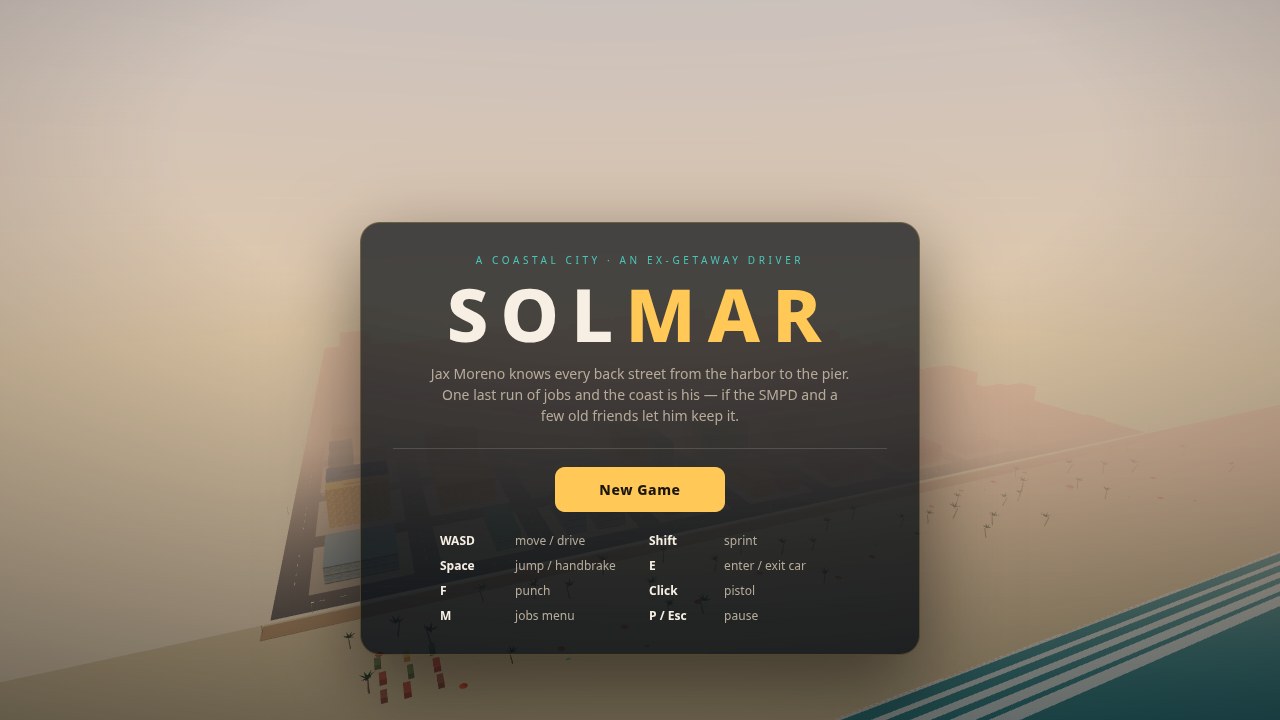 A COASTAL CITY · AN EX-GETAWAY DRIVER
SOLMAR
Jax Moreno knows every back street from the harbor to the pier.
One last run of jobs and the coast is his — if the SMPD and a
few old friends let him keep it.
New Game
WASD move / drive Shift sprint
Space jump / handbrake E enter / exit car
F punch Click pistol
M jobs menu P / Esc pause